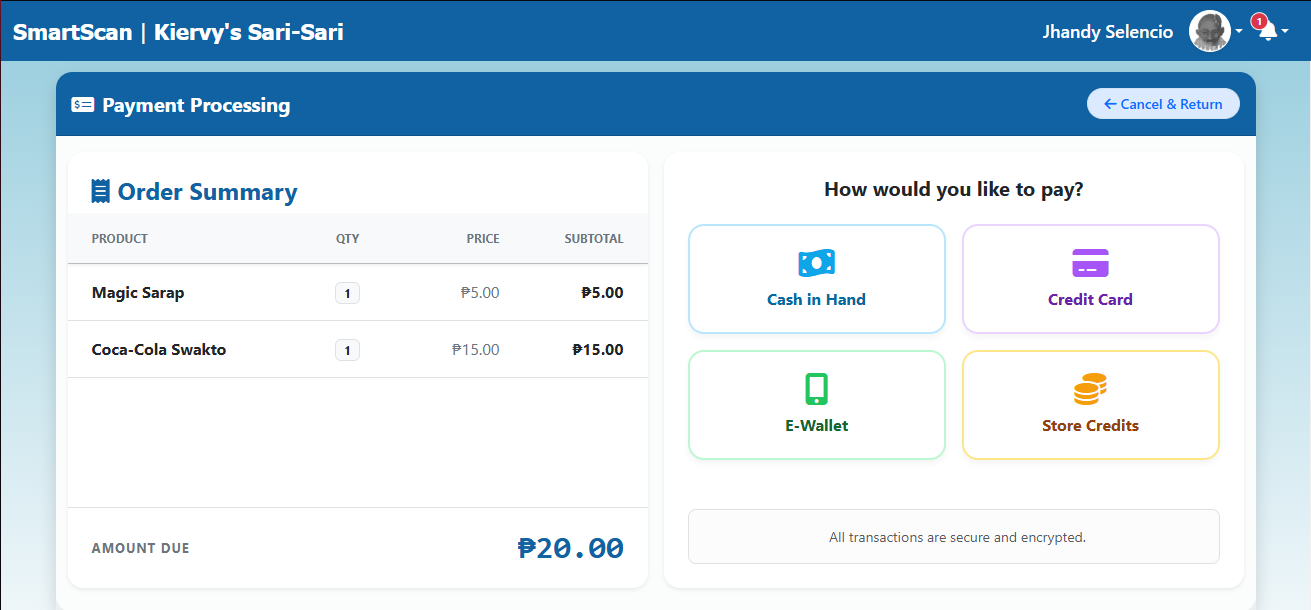 SmartScan | Kiervy's Sari-Sari
Jhandy Selencio
1
Payment Processing
← Cancel & Return
Order Summary
PRODUCT QTY PRICE SUBTOTAL
Magic Sarap 1 ₱5.00 ₱5.00
Coca-Cola Swakto 1 ₱15.00 ₱15.00
AMOUNT DUE ₱20.00
How would you like to pay?
Cash in Hand
Credit Card
E-Wallet
Store Credits
All transactions are secure and encrypted.